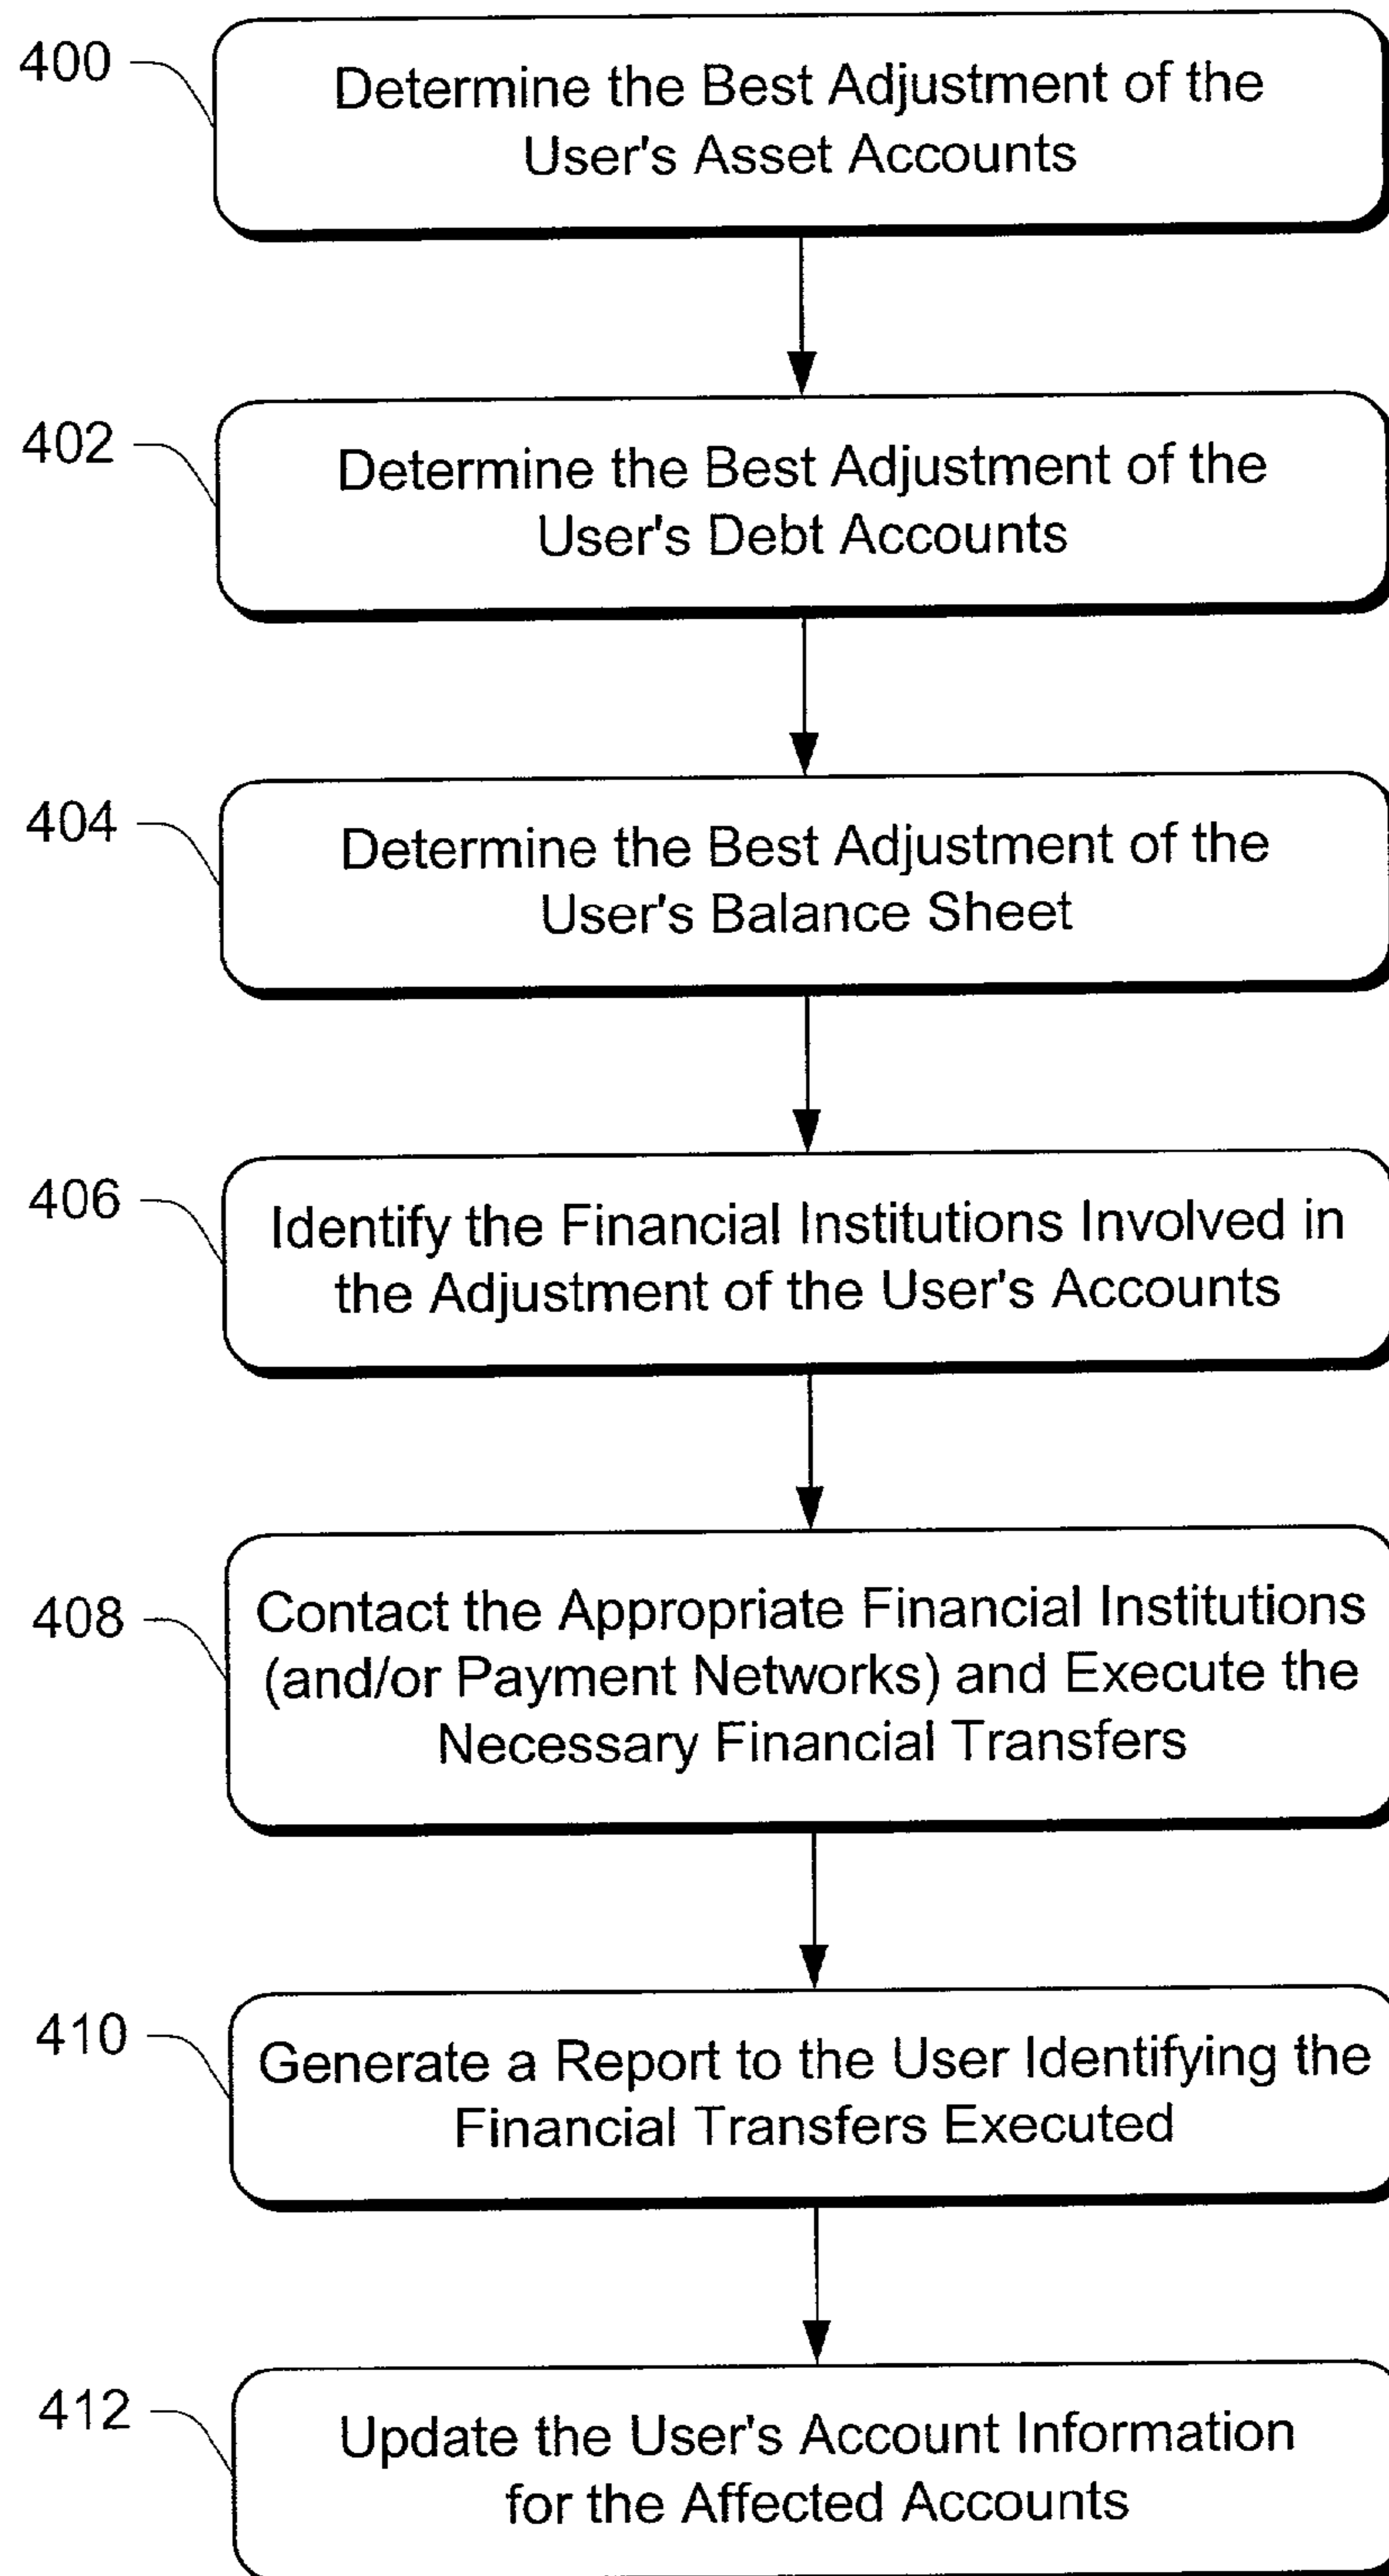 400
Determine the Best Adjustment of the
User's Asset Accounts
402
Determine the Best Adjustment of the
User's Debt Accounts
404
Determine the Best Adjustment of the
User's Balance Sheet
406
Identify the Financial Institutions Involved in
the Adjustment of the User's Accounts
408
Contact the Appropriate Financial Institutions
(and/or Payment Networks) and Execute the
Necessary Financial Transfers
410
Generate a Report to the User Identifying the
Financial Transfers Executed
412
Update the User's Account Information
for the Affected Accounts